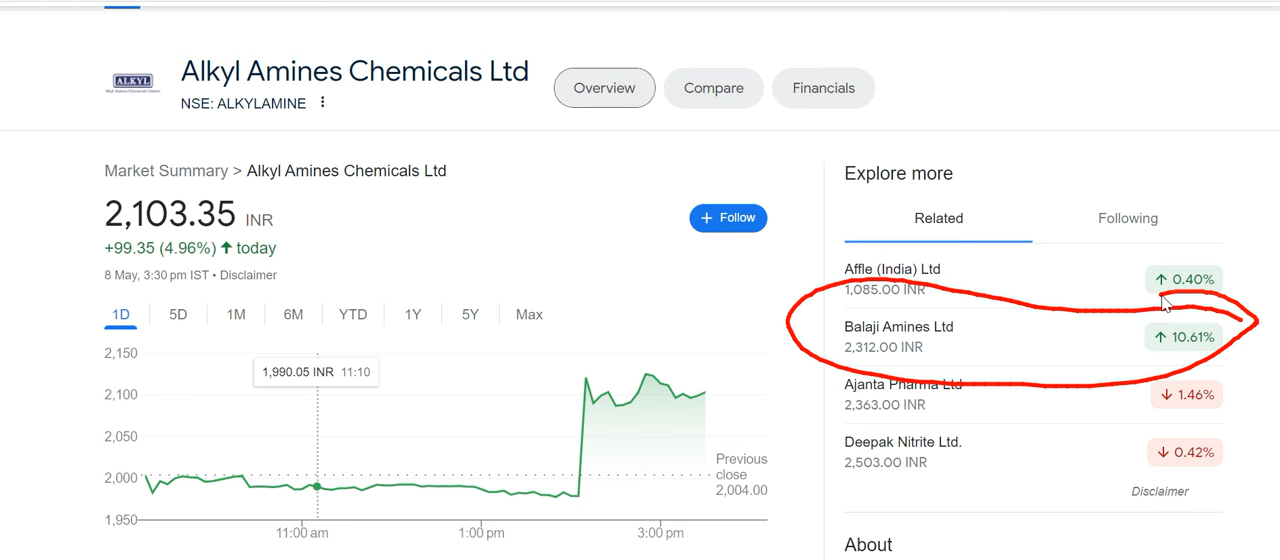 ALKYL
Alkyl Amines Chemicals Ltd
NSE: ALKYLAMINE
Overview
Compare
Financials
Market Summary > Alkyl Amines Chemicals Ltd
2,103.35 INR
+99.35 (4.96%) ↑ today
8 May, 3:30 pm IST • Disclaimer
+ Follow
1D
5D
1M
6M
YTD
1Y
5Y
Max
2,150
2,100
2,050
2,000
1,950
1,990.05 INR 11:10
Previous
close
2,004.00
11:00 am
1:00 pm
3:00 pm
Explore more
Related
Following
Affle (India) Ltd
1,085.00 INR
↑ 0.40%
Balaji Amines Ltd
2,312.00 INR
↑ 10.61%
Ajanta Pharma Ltd
2,363.00 INR
↓ 1.46%
Deepak Nitrite Ltd.
2,503.00 INR
↓ 0.42%
Disclaimer
About